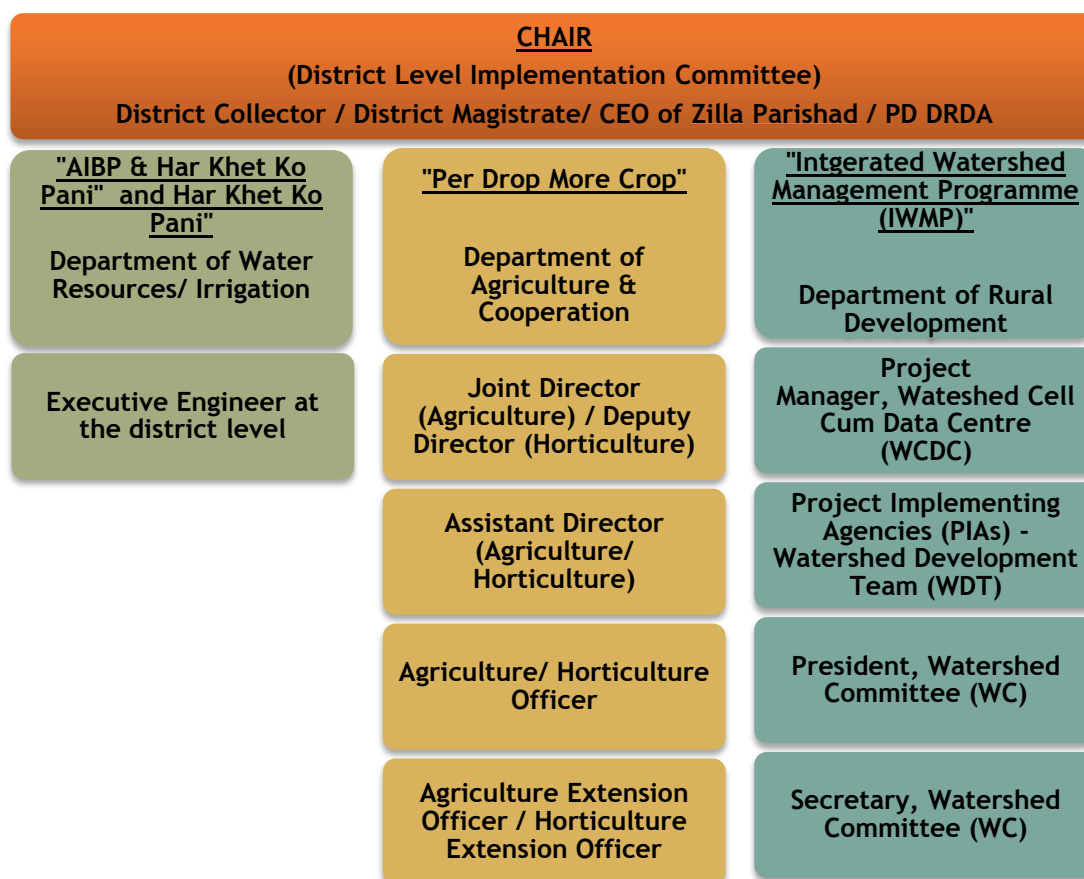 CHAIR
(District Level Implementation Committee)
District Collector / District Magistrate/ CEO of Zilla Parishad / PD DRDA
"AIBP & Har Khet Ko
Pani"  and Har Khet Ko
Pani"
Department of Water
Resources/ Irrigation
Executive Engineer at
the district level
"Per Drop More Crop"
Department of
Agriculture &
Cooperation
Joint Director
(Agriculture) / Deputy
Director (Horticulture)
Assistant Director
(Agriculture/
Horticulture)
Agriculture/ Horticulture
Officer
Agriculture Extension
Officer / Horticulture
Extension Officer
"Intgerated Watershed
Management Programme
(IWMP)"
Department of Rural
Development
Project
Manager, Wateshed Cell
Cum Data Centre
(WCDC)
Project Implementing
Agencies (PIAs) -
Watershed Development
Team (WDT)
President, Watershed
Committee (WC)
Secretary, Watershed
Committee (WC)